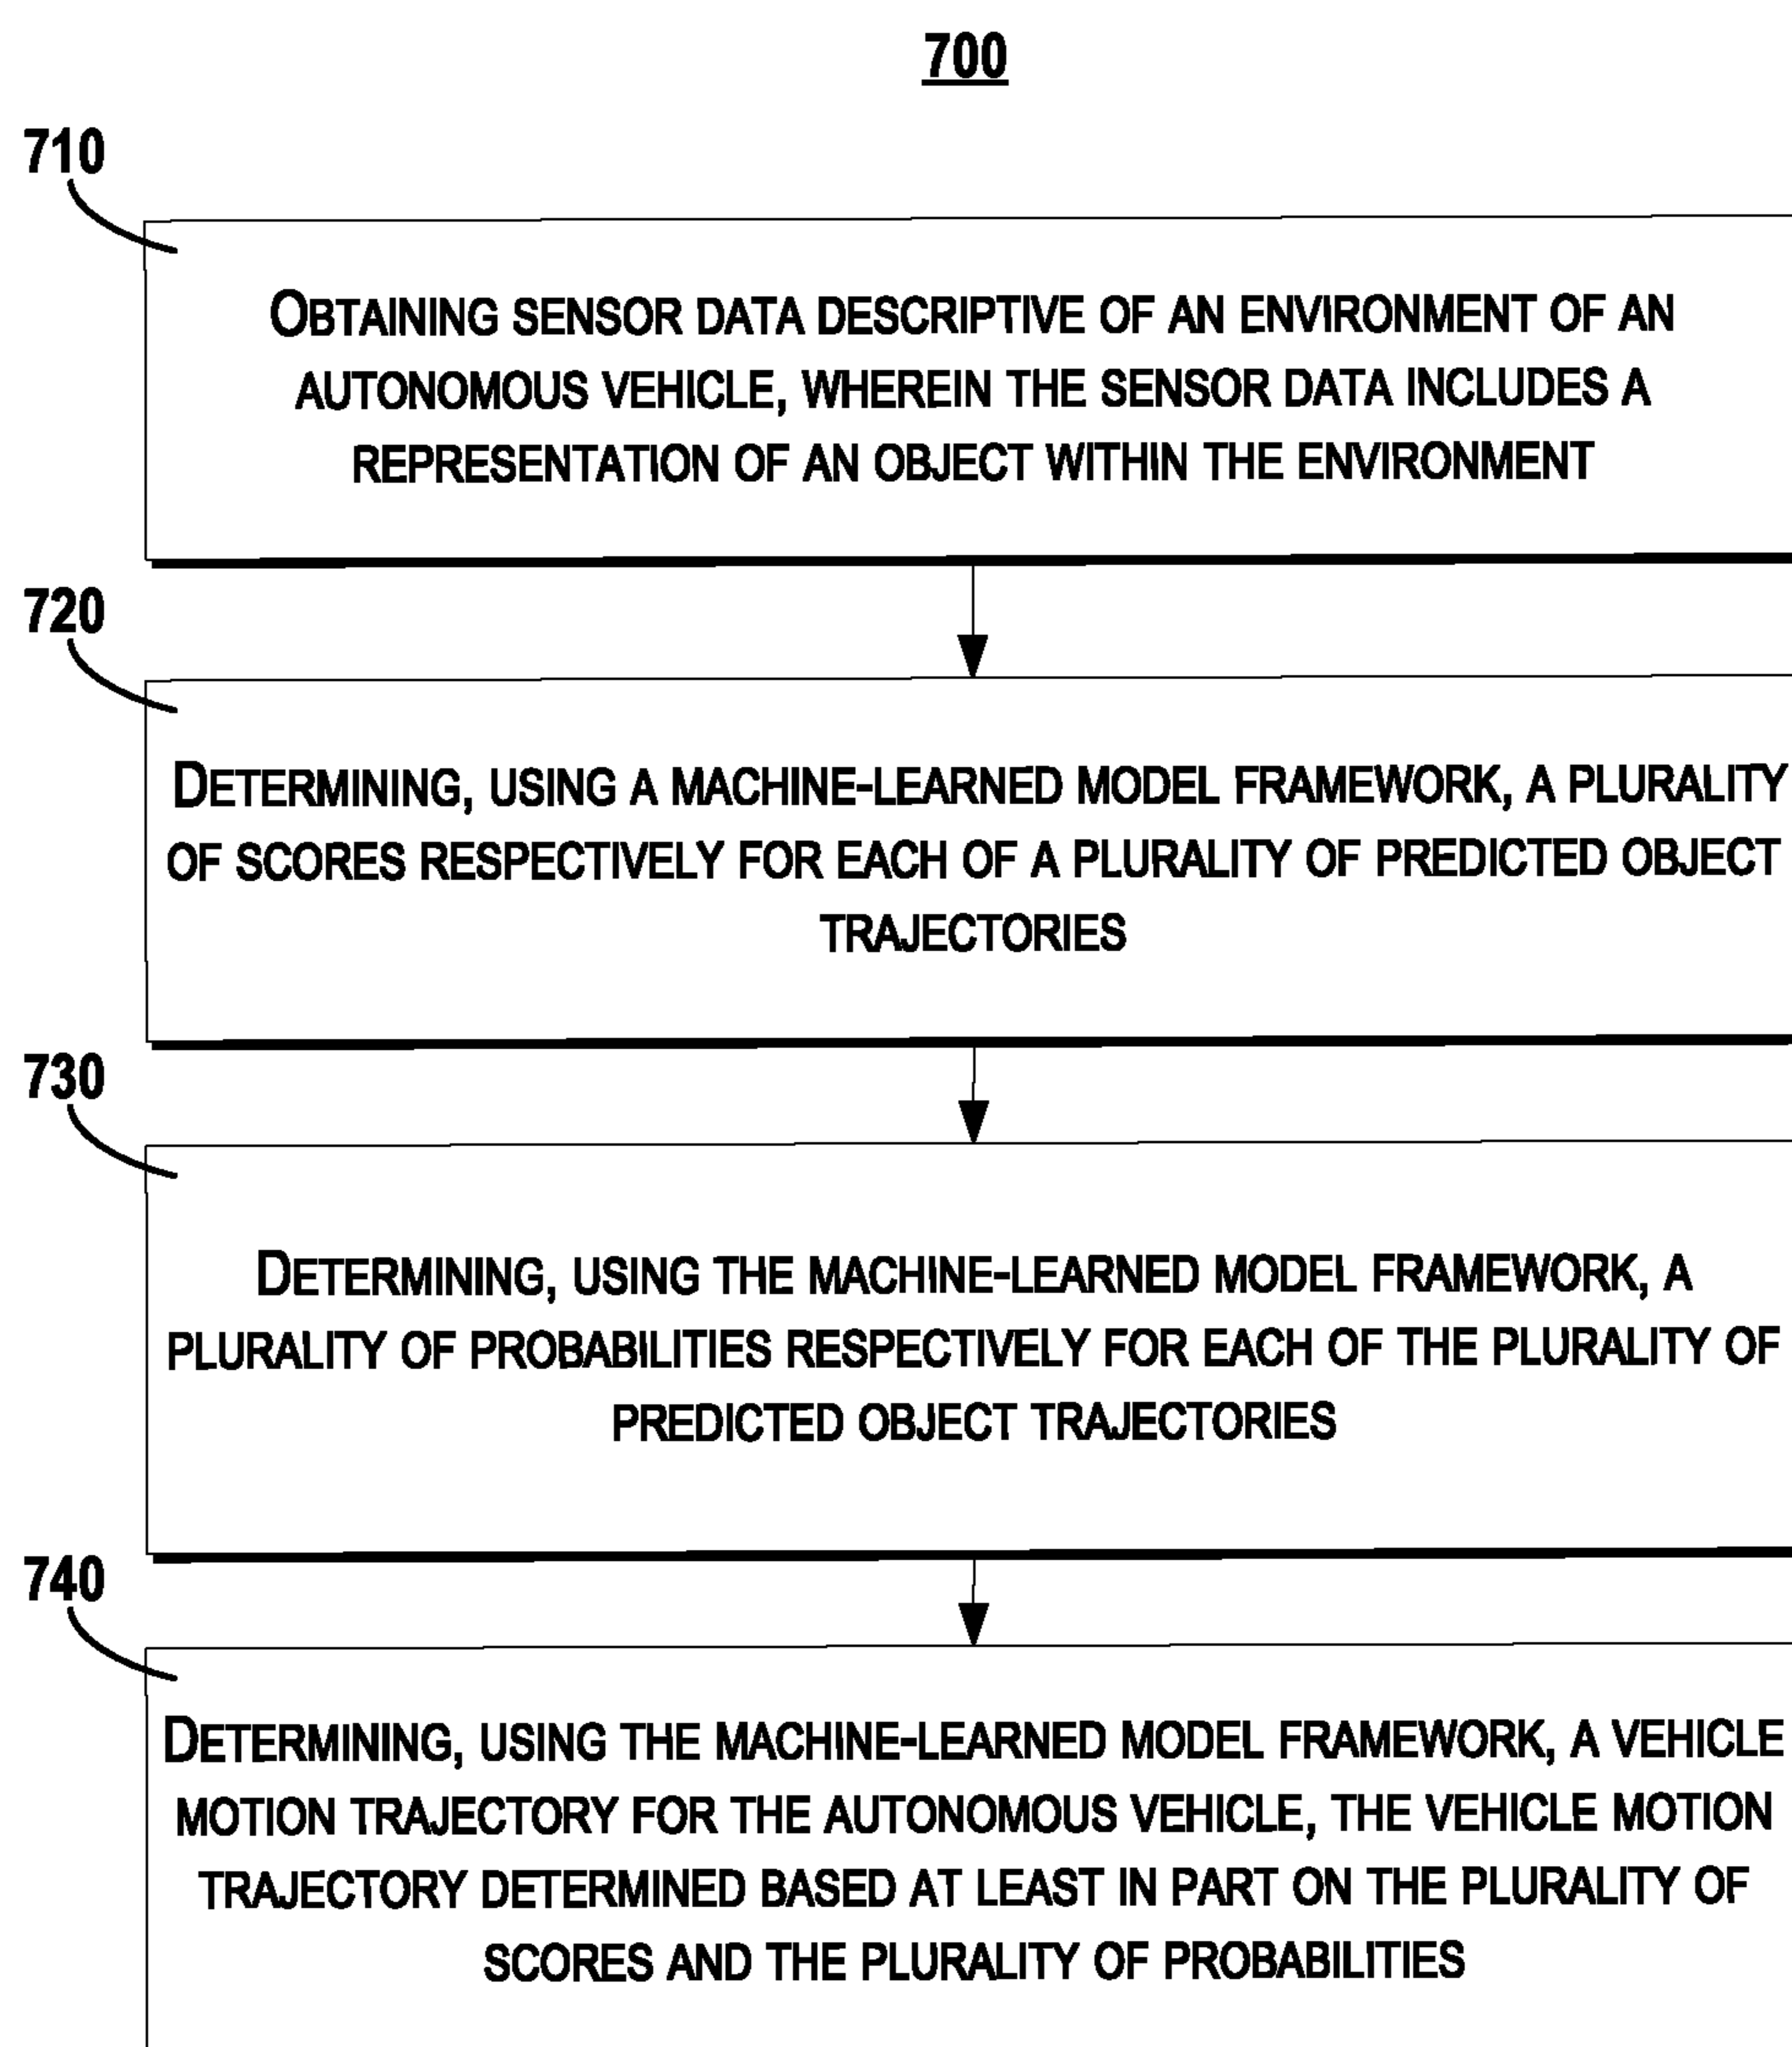 700
710
OBTAINING SENSOR DATA DESCRIPTIVE OF AN ENVIRONMENT OF AN
AUTONOMOUS VEHICLE, WHEREIN THE SENSOR DATA INCLUDES A
REPRESENTATION OF AN OBJECT WITHIN THE ENVIRONMENT
720
DETERMINING, USING A MACHINE-LEARNED MODEL FRAMEWORK, A PLURALITY
OF SCORES RESPECTIVELY FOR EACH OF A PLURALITY OF PREDICTED OBJECT
TRAJECTORIES
730
DETERMINING, USING THE MACHINE-LEARNED MODEL FRAMEWORK, A
PLURALITY OF PROBABILITIES RESPECTIVELY FOR EACH OF THE PLURALITY OF
PREDICTED OBJECT TRAJECTORIES
740
DETERMINING, USING THE MACHINE-LEARNED MODEL FRAMEWORK, A VEHICLE
MOTION TRAJECTORY FOR THE AUTONOMOUS VEHICLE, THE VEHICLE MOTION
TRAJECTORY DETERMINED BASED AT LEAST IN PART ON THE PLURALITY OF
SCORES AND THE PLURALITY OF PROBABILITIES